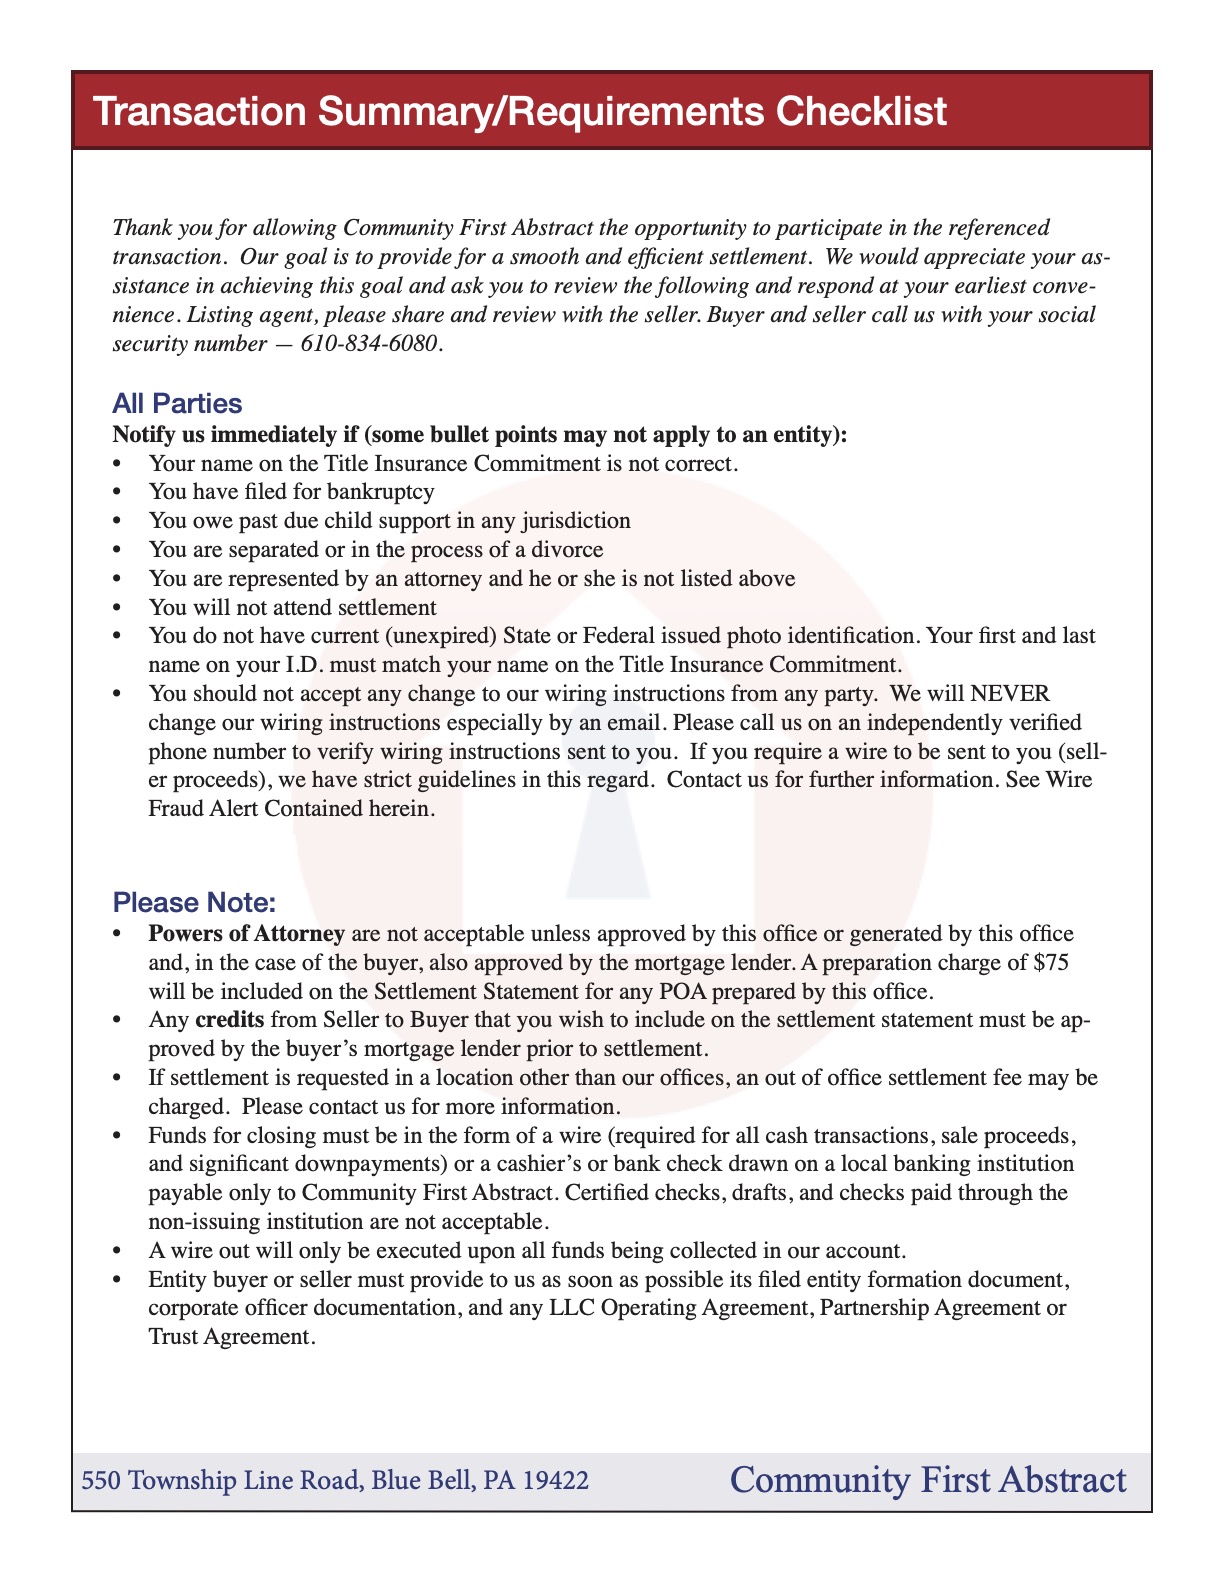 Transaction Summary/Requirements Checklist
Thank you for allowing Community First Abstract the opportunity to participate in the referenced
transaction.  Our goal is to provide for a smooth and efficient settlement.  We would appreciate your as-
sistance in achieving this goal and ask you to review the following and respond at your earliest conve-
nience. Listing agent, please share and review with the seller. Buyer and seller call us with your social
security number — 610-834-6080.
All Parties
Notify us immediately if (some bullet points may not apply to an entity):
• Your name on the Title Insurance Commitment is not correct.
• You have filed for bankruptcy
• You owe past due child support in any jurisdiction
• You are separated or in the process of a divorce
• You are represented by an attorney and he or she is not listed above
• You will not attend settlement
• You do not have current (unexpired) State or Federal issued photo identification. Your first and last
name on your I.D. must match your name on the Title Insurance Commitment.
• You should not accept any change to our wiring instructions from any party.  We will NEVER
change our wiring instructions especially by an email. Please call us on an independently verified
phone number to verify wiring instructions sent to you.  If you require a wire to be sent to you (sell-
er proceeds), we have strict guidelines in this regard.  Contact us for further information. See Wire
Fraud Alert Contained herein.
Please Note:
• Powers of Attorney are not acceptable unless approved by this office or generated by this office
and, in the case of the buyer, also approved by the mortgage lender. A preparation charge of $75
will be included on the Settlement Statement for any POA prepared by this office.
• Any credits from Seller to Buyer that you wish to include on the settlement statement must be ap-
proved by the buyer’s mortgage lender prior to settlement.
• If settlement is requested in a location other than our offices, an out of office settlement fee may be
charged.  Please contact us for more information.
• Funds for closing must be in the form of a wire (required for all cash transactions, sale proceeds,
and significant downpayments) or a cashier’s or bank check drawn on a local banking institution
payable only to Community First Abstract. Certified checks, drafts, and checks paid through the
non-issuing institution are not acceptable.
• A wire out will only be executed upon all funds being collected in our account.
• Entity buyer or seller must provide to us as soon as possible its filed entity formation document,
corporate officer documentation, and any LLC Operating Agreement, Partnership Agreement or
Trust Agreement.
550 Township Line Road, Blue Bell, PA 19422
Community First Abstract